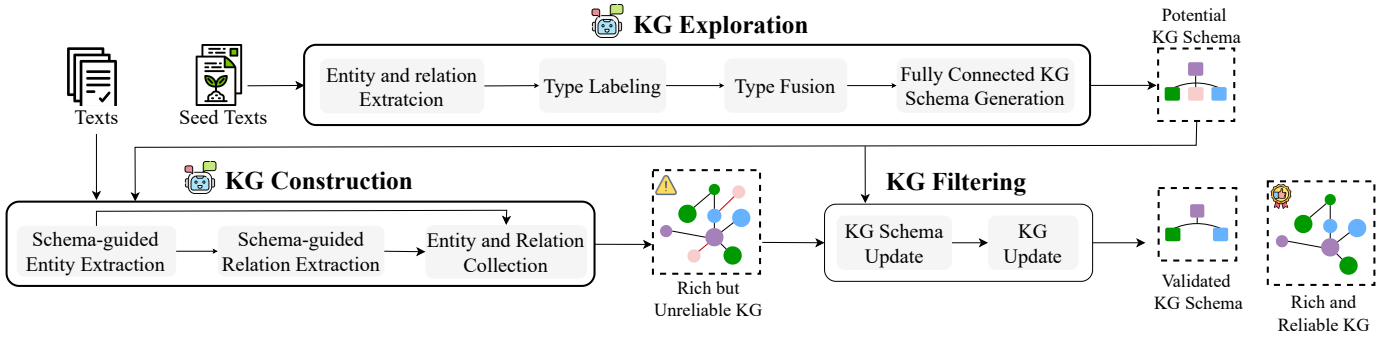 KG Exploration
Potential
KG Schema
Entity and relation
Extratcion
Type Labeling
Type Fusion
Fully Connected KG
Schema Generation
Texts
Seed Texts
KG Construction
KG Filtering
Schema-guided
Entity Extraction
Schema-guided
Relation Extraction
Entity and Relation
Collection
Rich but
Unreliable KG
KG Schema
Update
KG
Update
Validated
KG Schema
Rich and
Reliable KG